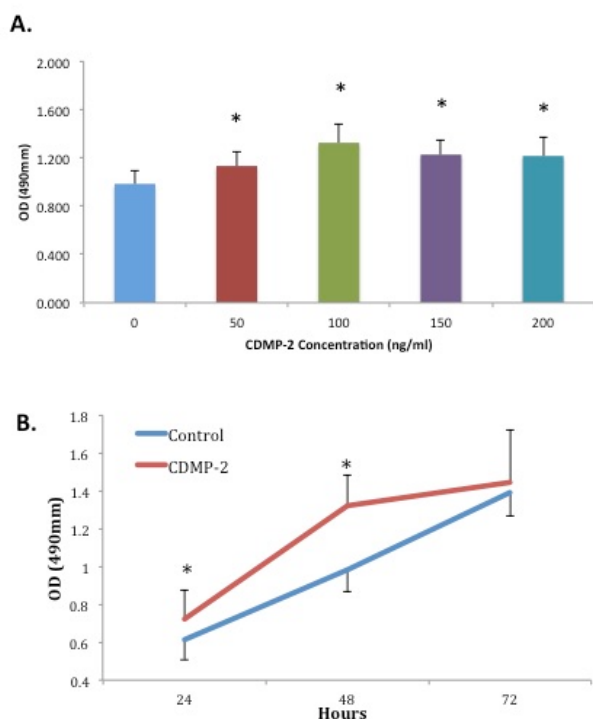 A.
2.000
1.600
1.200
0.800
0.400
0.000
OD (490mm)
* * * *
0 50 100 150 200
CDMP-2 Concentration (ng/ml)
B.
1.8
1.6
1.4
1.2
1
0.8
0.6
0.4
OD (490mm)
Control
CDMP-2
* *
24 48 72
Hours